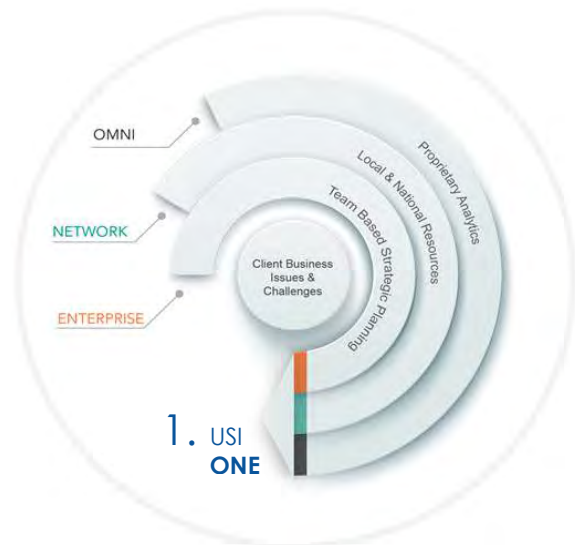 OMNI
NETWORK
ENTERPRISE
Proprietary Analytics
Local & National Resources
Team Based Strategic Planning
Client Business
Issues &
Challenges
1. USI
ONE